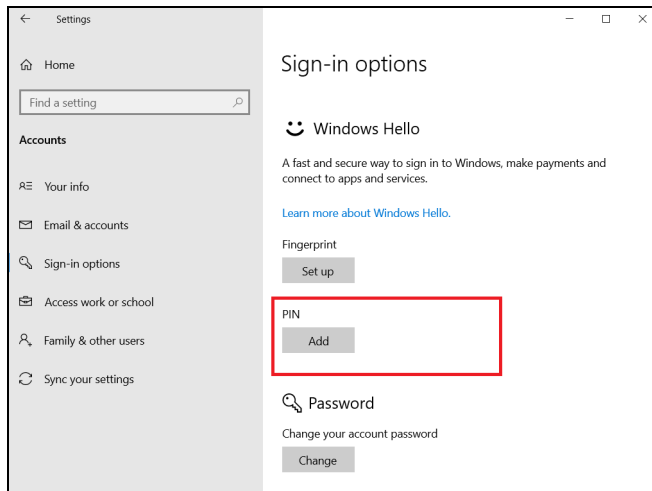 Settings
Home
Find a setting
Accounts
Your info
Email & accounts
Sign-in options
Access work or school
Family & other users
Sync your settings
Sign-in options
Windows Hello
A fast and secure way to sign in to Windows, make payments and
connect to apps and services.
Learn more about Windows Hello.
Fingerprint
Set up
PIN
Add
Password
Change your account password
Change